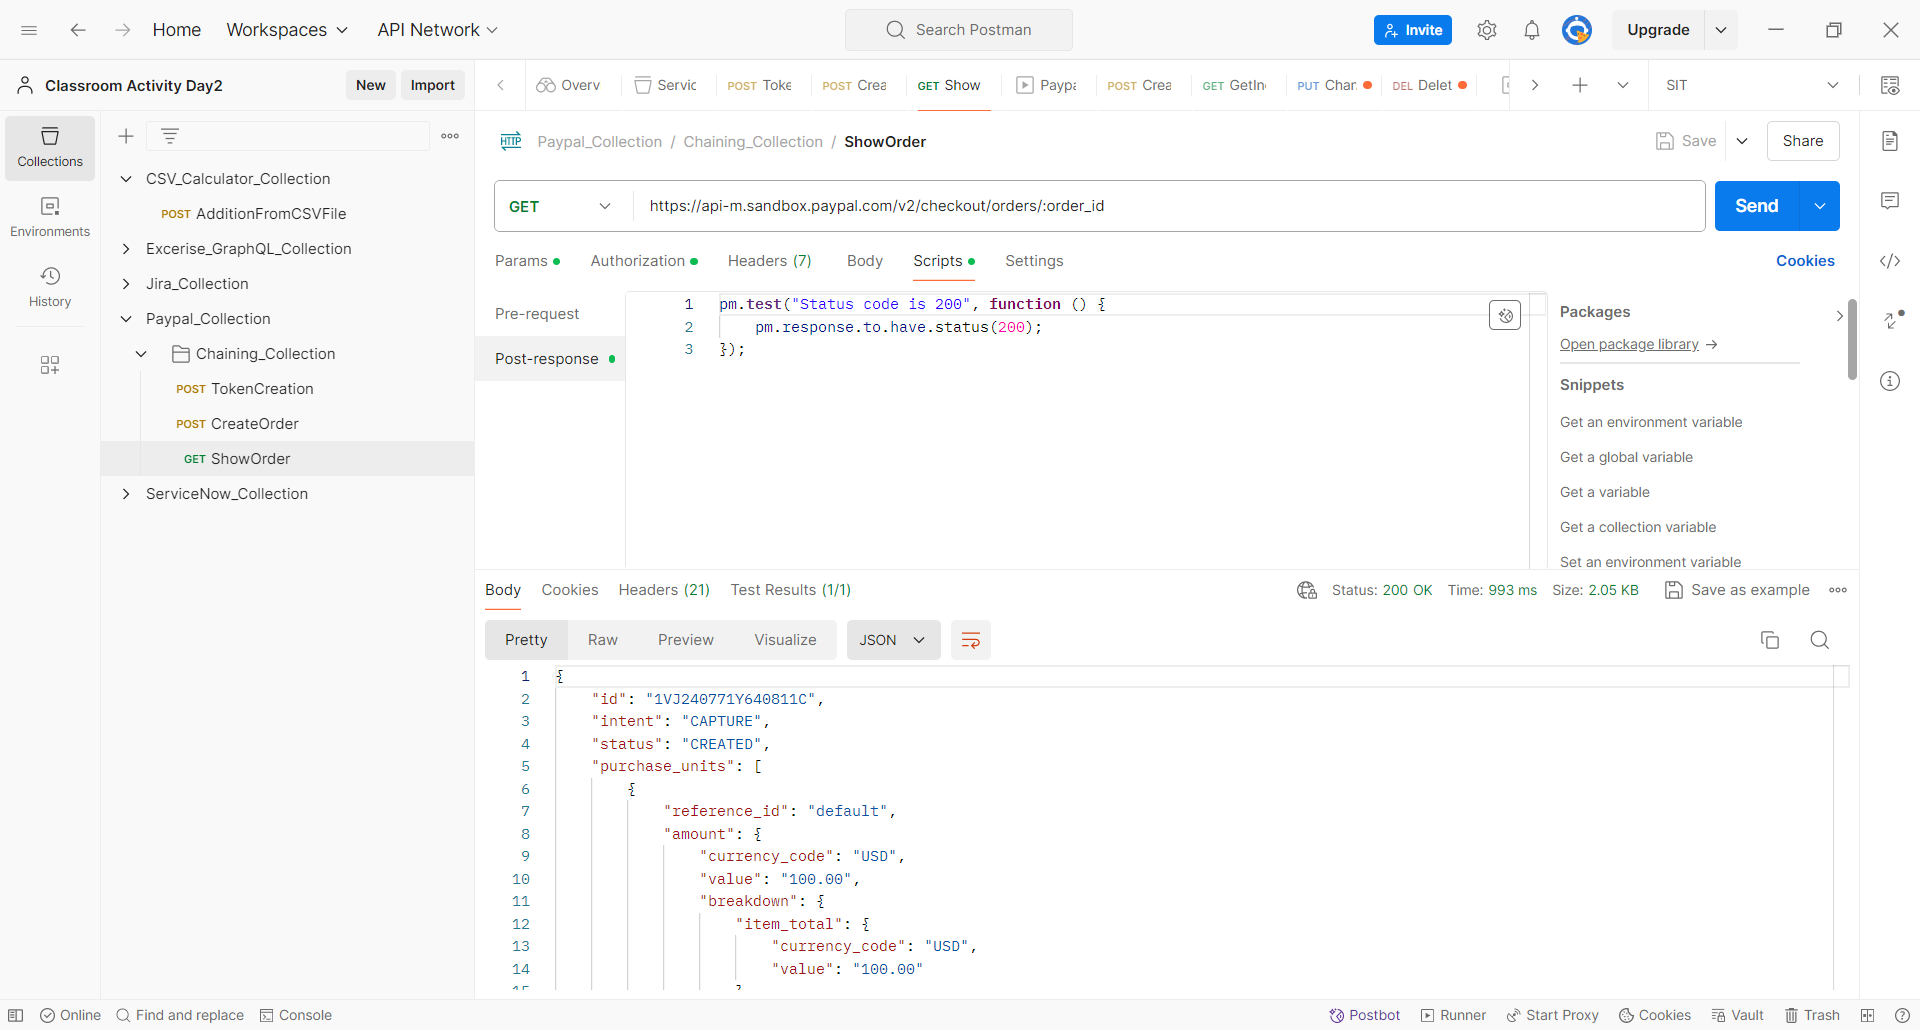 Home
Workspaces
API Network
Search Postman
Invite
Upgrade
Classroom Activity Day2
New
Import
Overv
Servic
POST Toke
POST Crea
GET Show
Paypa
POST Crea
GET GetIn
PUT Char
DEL Delet
SIT
Collections
Environments
History
CSV_Calculator_Collection
POST AdditionFromCSVFile
Excerise_GraphQL_Collection
Jira_Collection
Paypal_Collection
Chaining_Collection
POST TokenCreation
POST CreateOrder
GET ShowOrder
ServiceNow_Collection
HTTP Paypal_Collection / Chaining_Collection / ShowOrder
Save
Share
GET
https://api-m.sandbox.paypal.com/v2/checkout/orders/:order_id
Send
Params
Authorization
Headers (7)
Body
Scripts
Settings
Cookies
Pre-request
Post-response
1 pm.test("Status code is 200", function () {
2 pm.response.to.have.status(200);
3 });
Packages
Open package library →
Snippets
Get an environment variable
Get a global variable
Get a variable
Get a collection variable
Set an environment variable
Body
Cookies
Headers (21)
Test Results (1/1)
Status: 200 OK
Time: 993 ms
Size: 2.05 KB
Save as example
Pretty
Raw
Preview
Visualize
JSON
1 {
2 "id": "1VJ240771Y640811C",
3 "intent": "CAPTURE",
4 "status": "CREATED",
5 "purchase_units": [
6 {
7 "reference_id": "default",
8 "amount": {
9 "currency_code": "USD",
10 "value": "100.00",
11 "breakdown": {
12 "item_total": {
13 "currency_code": "USD",
14 "value": "100.00"
Online
Find and replace
Console
Postbot
Runner
Start Proxy
Cookies
Vault
Trash